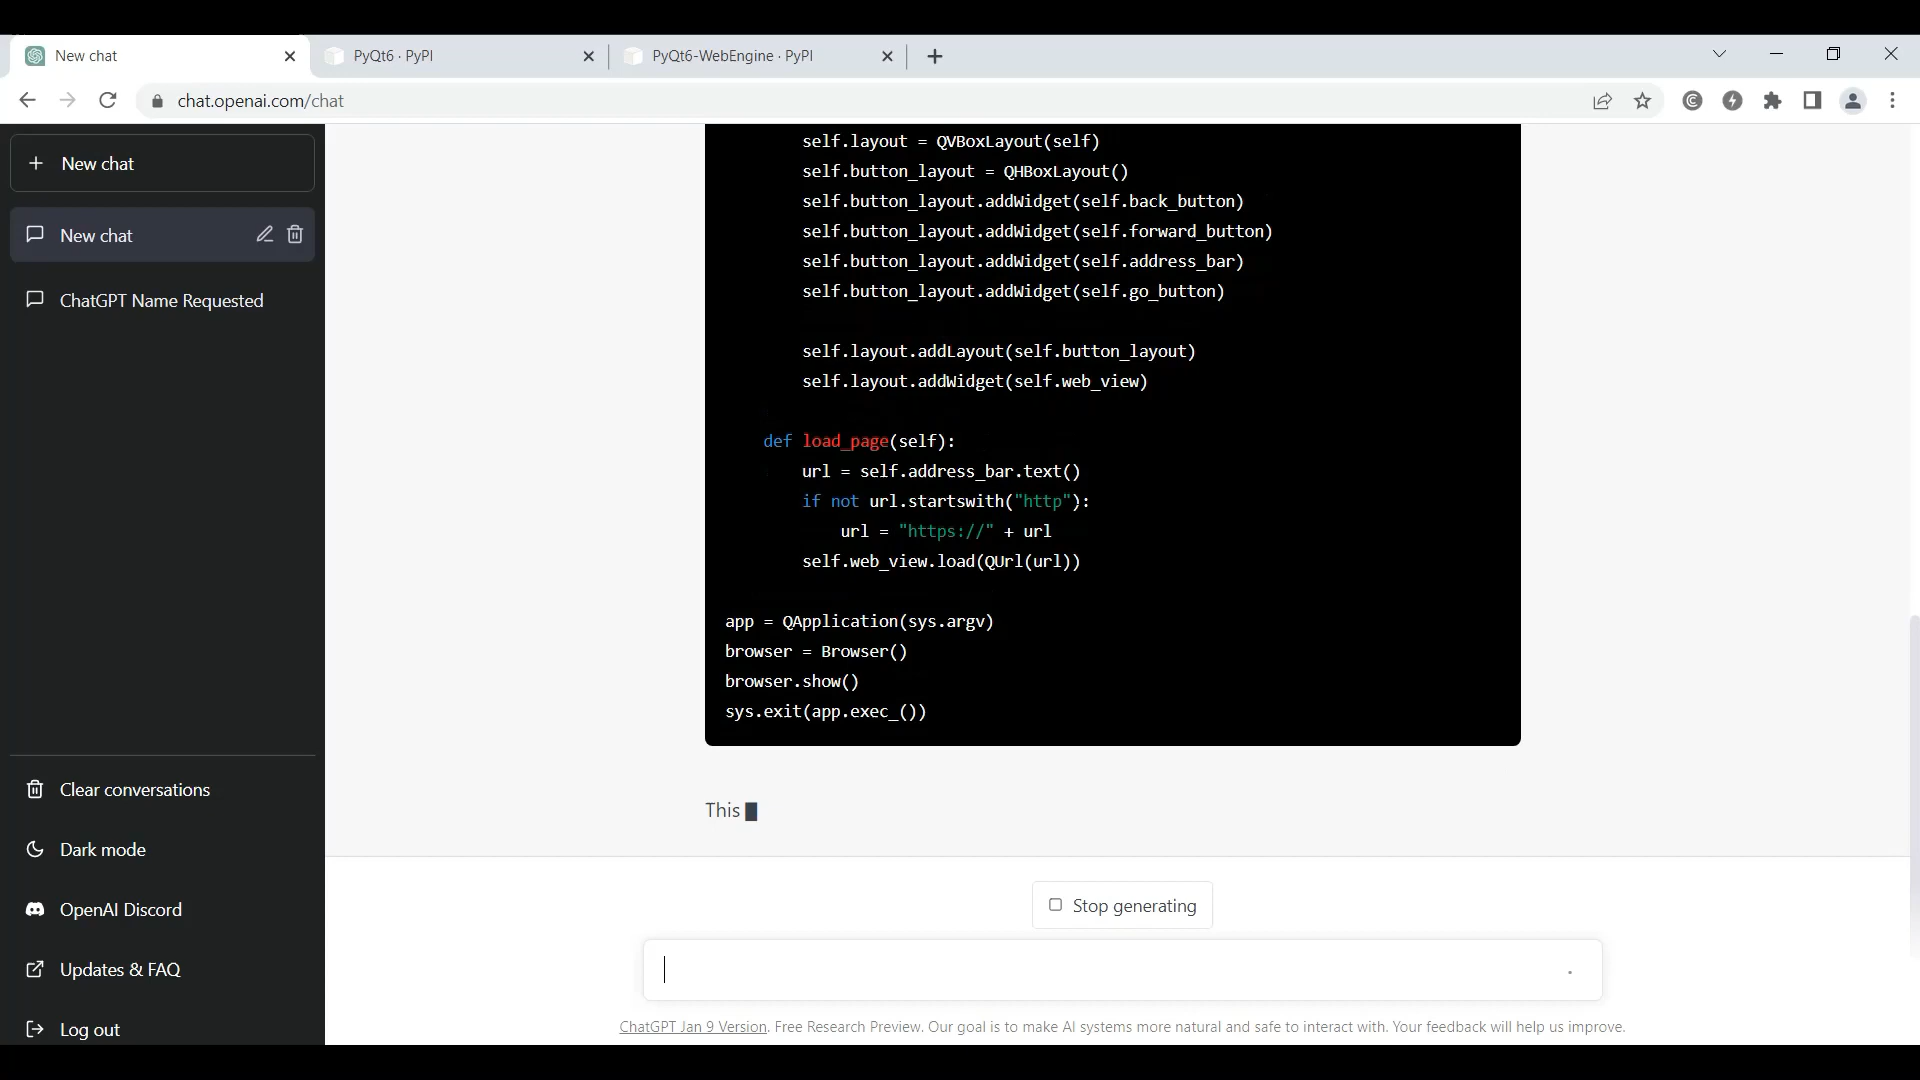 New chat
PyQt6 · PyPI
PyQt6-WebEngine · PyPI
chat.openai.com/chat
New chat
New chat
ChatGPT Name Requested
Clear conversations
Dark mode
OpenAI Discord
Updates & FAQ
Log out
self.layout = QVBoxLayout(self)
self.button_layout = QHBoxLayout()
self.button_layout.addWidget(self.back_button)
self.button_layout.addWidget(self.forward_button)
self.button_layout.addWidget(self.address_bar)
self.button_layout.addWidget(self.go_button)
self.layout.addLayout(self.button_layout)
self.layout.addWidget(self.web_view)
def load_page(self):
url = self.address_bar.text()
if not url.startswith("http"):
url = "https://" + url
self.web_view.load(QUrl(url))
app = QApplication(sys.argv)
browser = Browser()
browser.show()
sys.exit(app.exec_())
This
Stop generating
ChatGPT Jan 9 Version. Free Research Preview. Our goal is to make AI systems more natural and safe to interact with. Your feedback will help us improve.